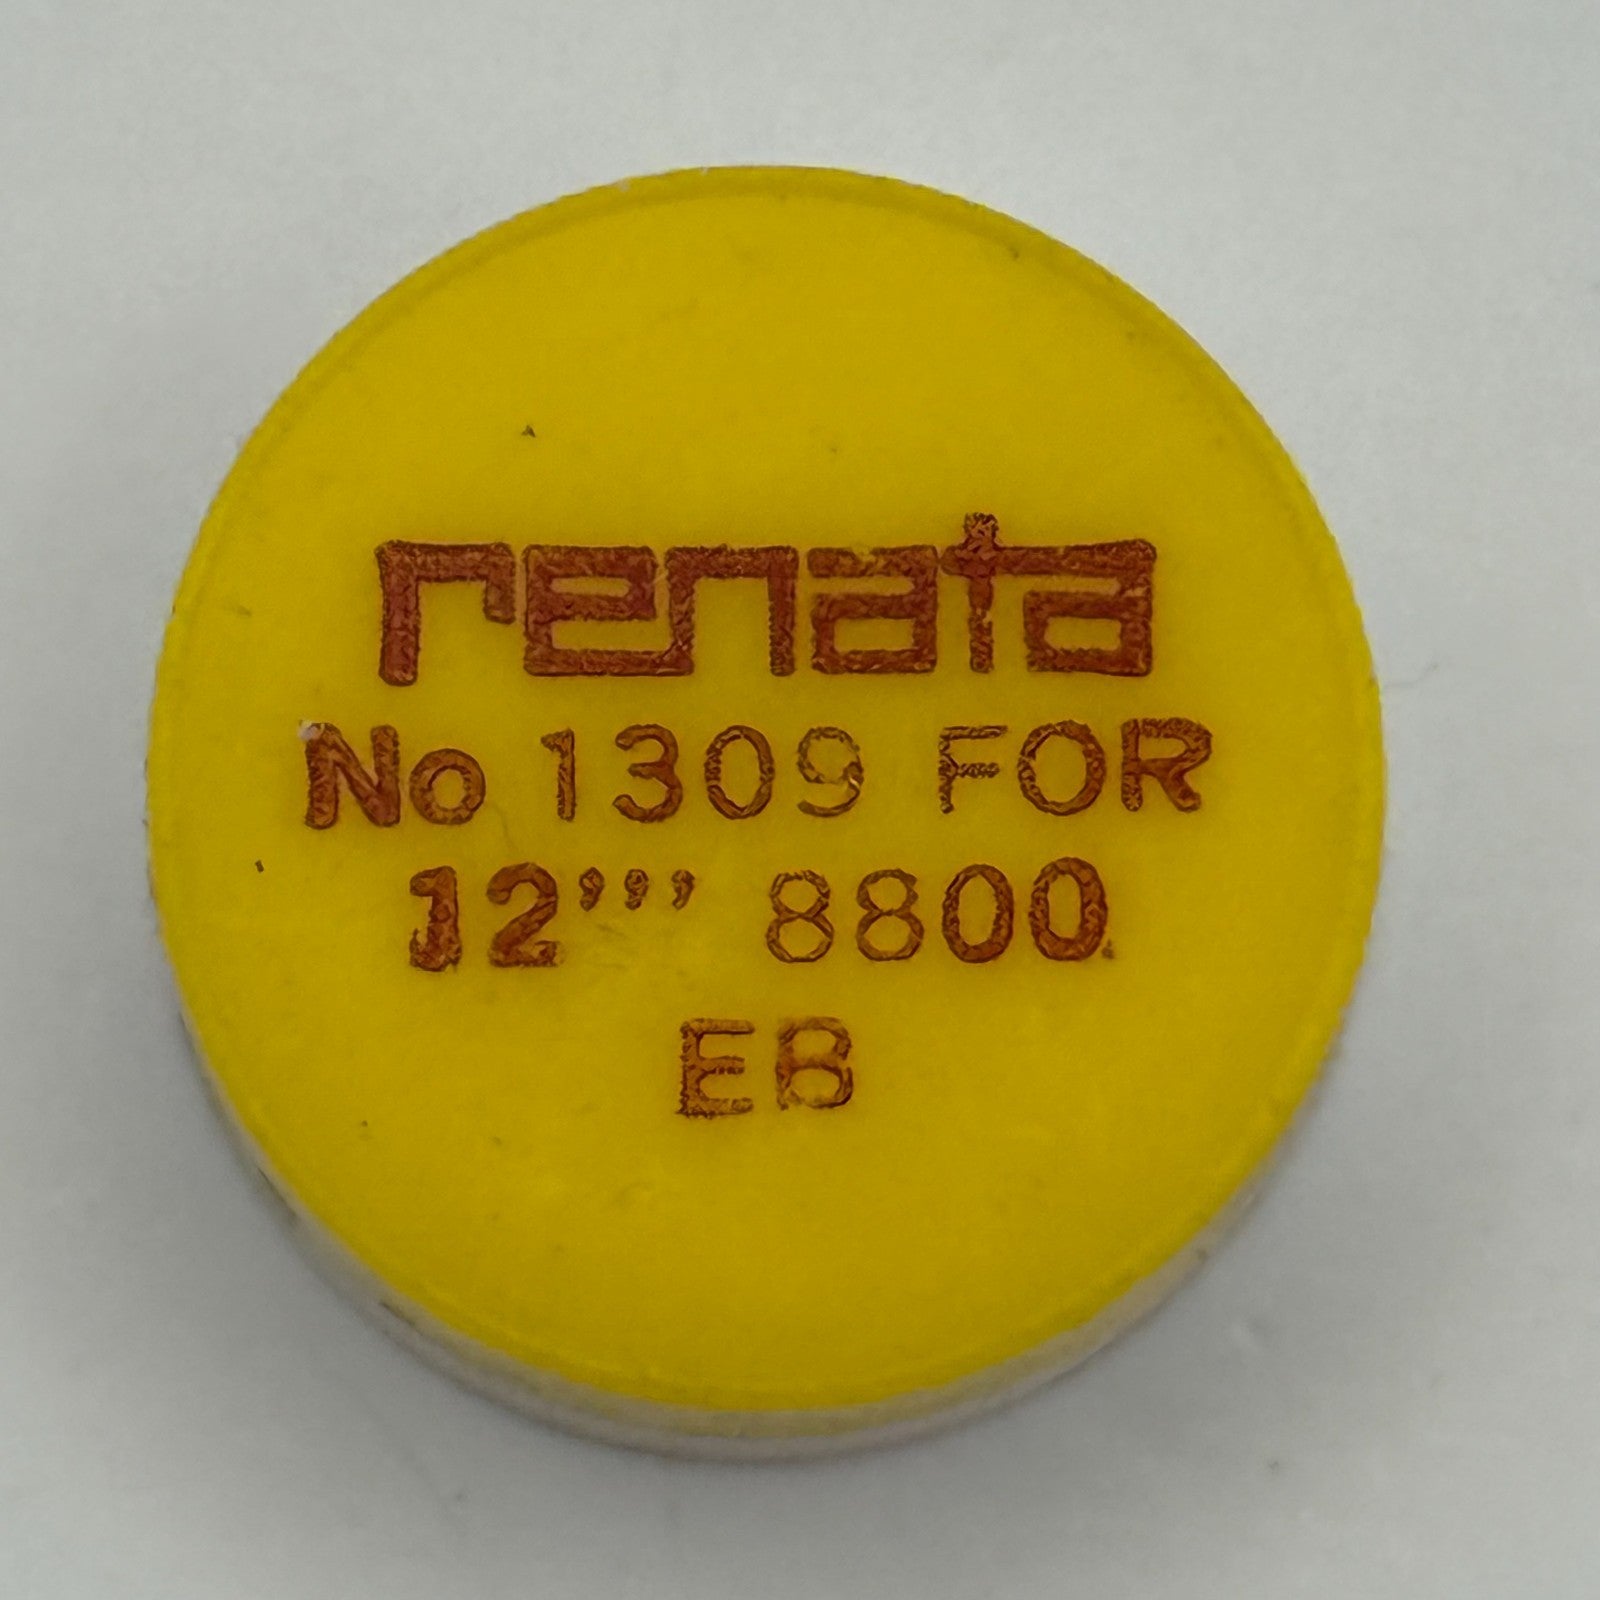 renata
No 1309 FOR
12’’’ 8800
EB